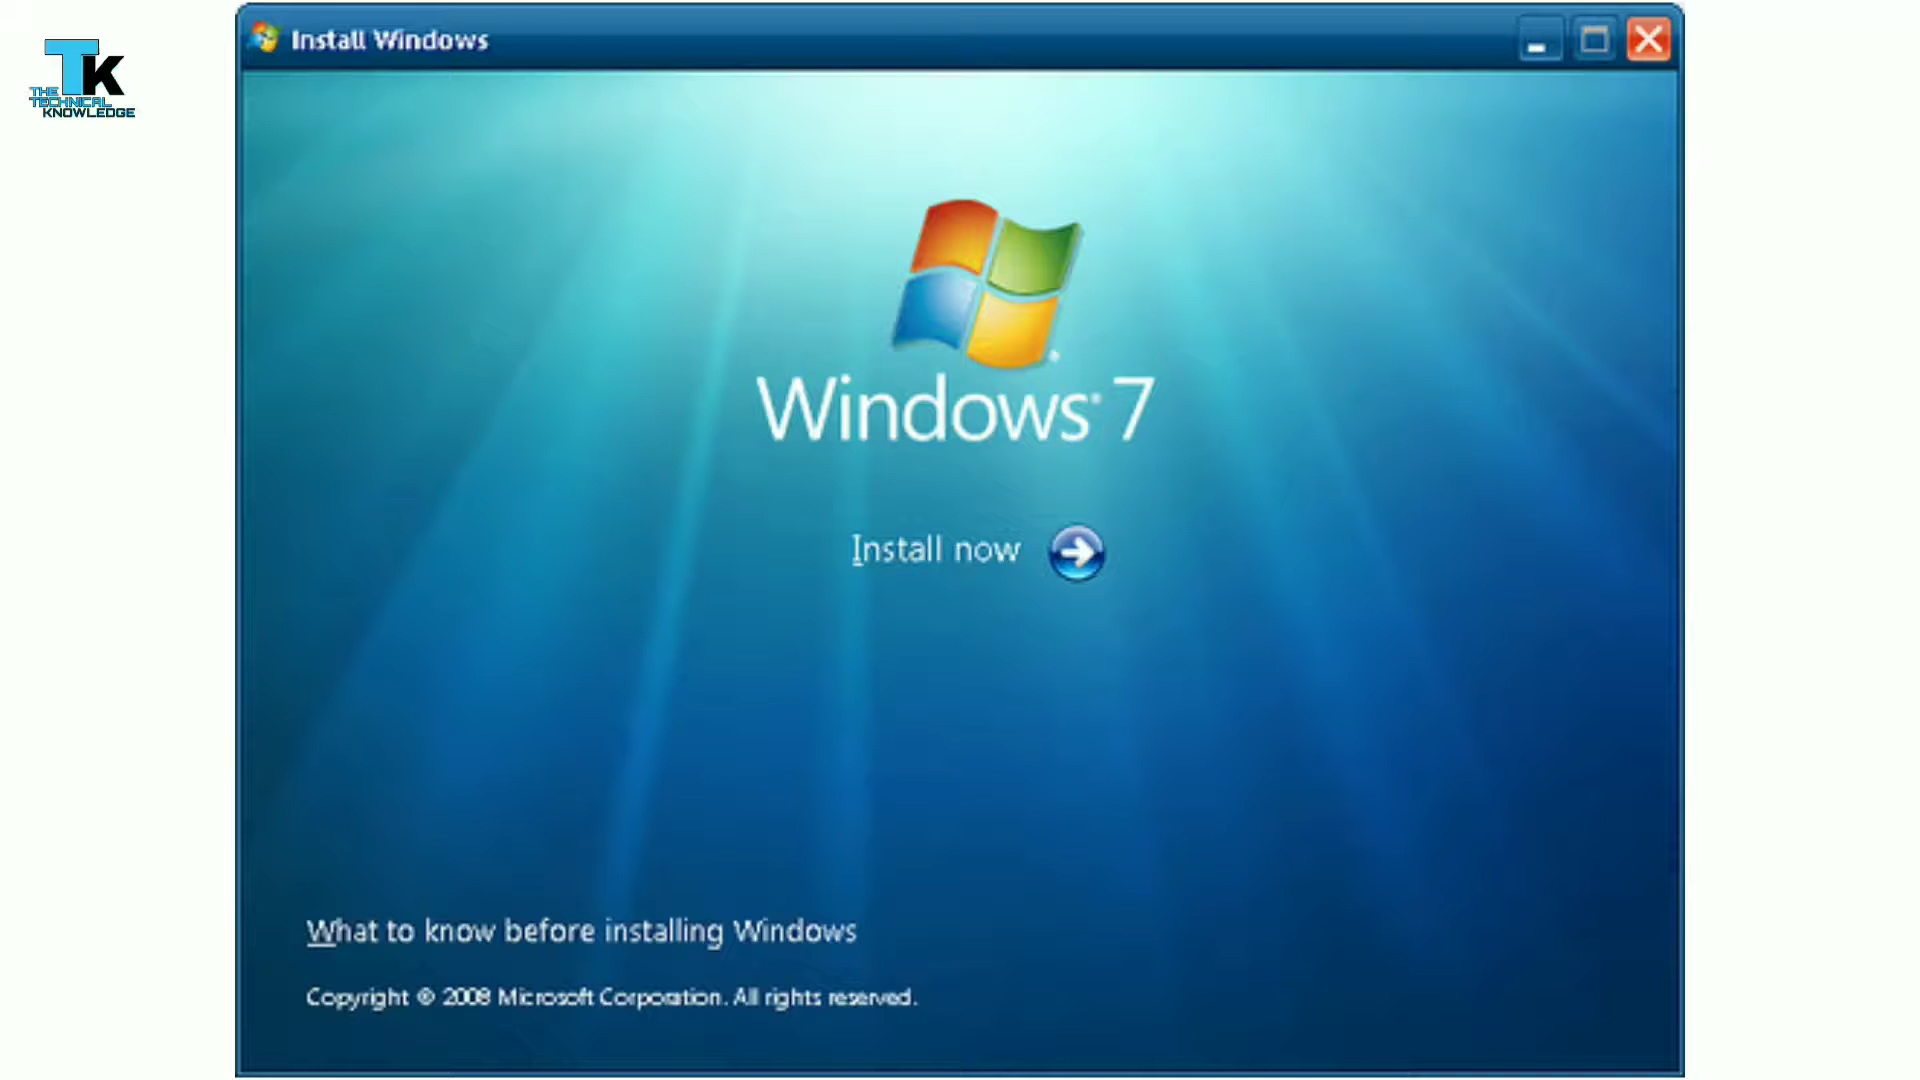 Install Windows
TK
THE
TECHNICAL
KNOWLEDGE
Windows® 7
Install now
What to know before installing Windows
Copyright © 2008 Microsoft Corporation. All rights reserved.